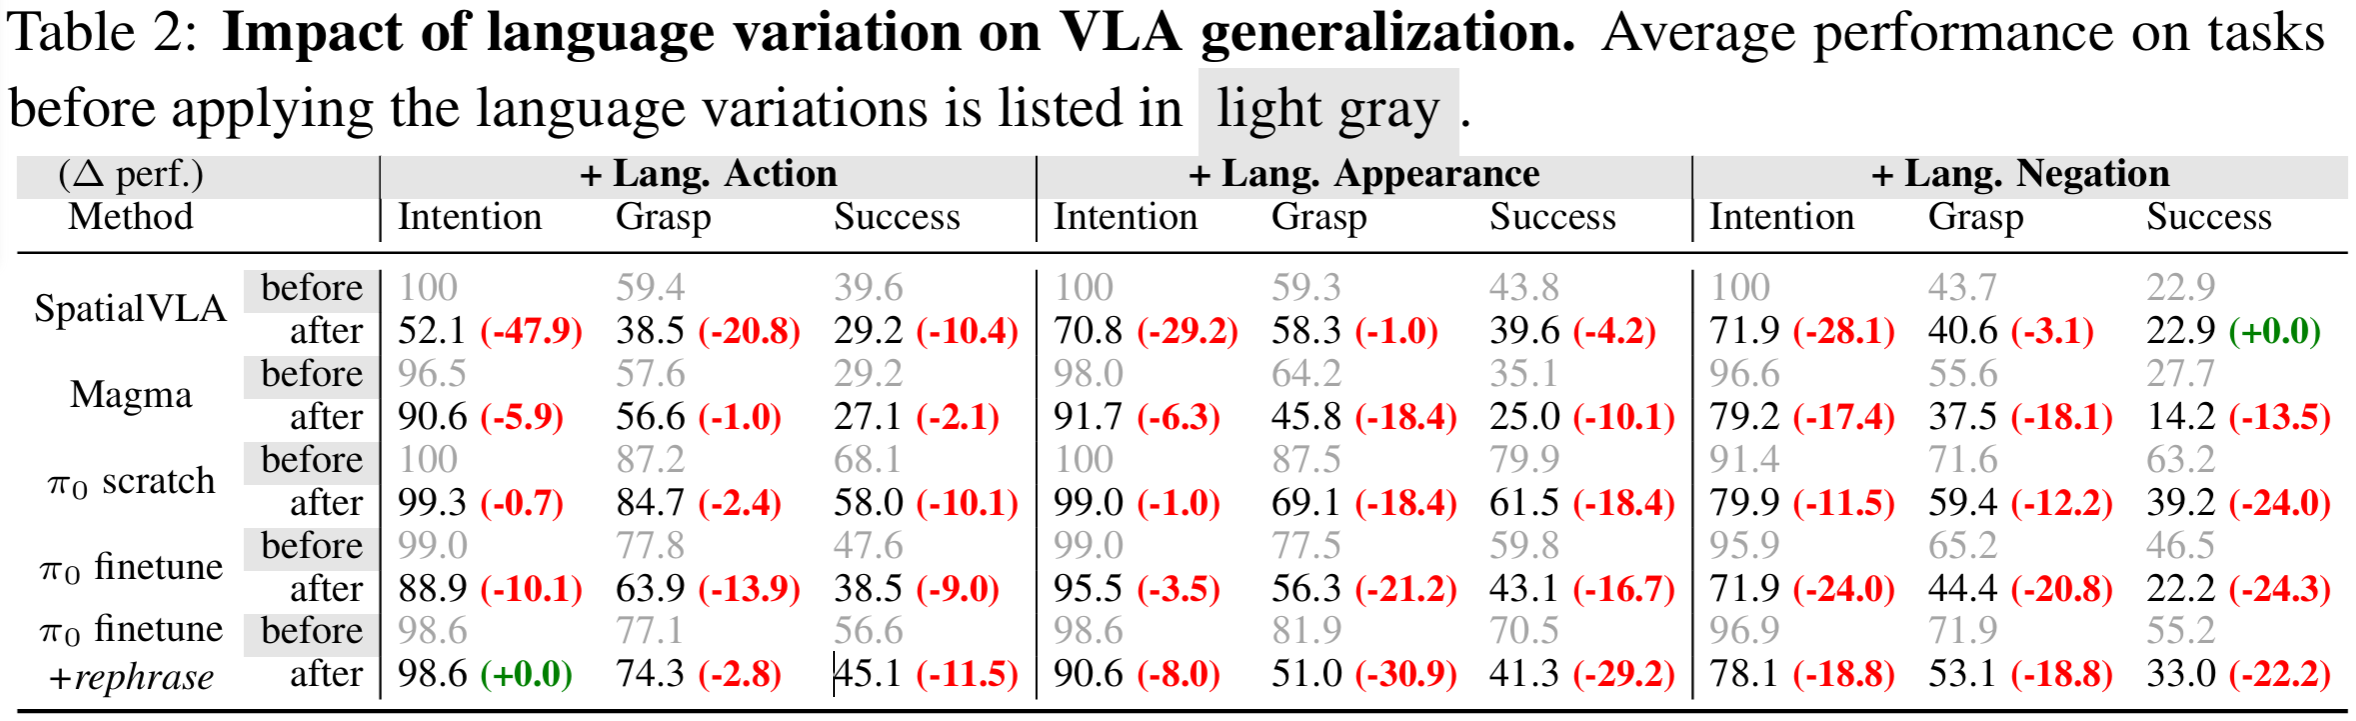 Table 2: Impact of language variation on VLA generalization. Average performance on tasks
before applying the language variations is listed in light gray .
(Δ perf.) + Lang. Action + Lang. Appearance + Lang. Negation
Method Intention Grasp Success Intention Grasp Success Intention Grasp Success
SpatialVLA
before 100 59.4 39.6 100 59.3 43.8 100 43.7 22.9
after 52.1 (-47.9) 38.5 (-20.8) 29.2 (-10.4) 70.8 (-29.2) 58.3 (-1.0) 39.6 (-4.2) 71.9 (-28.1) 40.6 (-3.1) 22.9 (+0.0)
Magma
before 96.5 57.6 29.2 98.0 64.2 35.1 96.6 55.6 27.7
after 90.6 (-5.9) 56.6 (-1.0) 27.1 (-2.1) 91.7 (-6.3) 45.8 (-18.4) 25.0 (-10.1) 79.2 (-17.4) 37.5 (-18.1) 14.2 (-13.5)
π₀ scratch
before 100 87.2 68.1 100 87.5 79.9 91.4 71.6 63.2
after 99.3 (-0.7) 84.7 (-2.4) 58.0 (-10.1) 99.0 (-1.0) 69.1 (-18.4) 61.5 (-18.4) 79.9 (-11.5) 59.4 (-12.2) 39.2 (-24.0)
π₀ finetune
before 99.0 77.8 47.6 99.0 77.5 59.8 95.9 65.2 46.5
after 88.9 (-10.1) 63.9 (-13.9) 38.5 (-9.0) 95.5 (-3.5) 56.3 (-21.2) 43.1 (-16.7) 71.9 (-24.0) 44.4 (-20.8) 22.2 (-24.3)
π₀ finetune before 98.6 77.1 56.6 98.6 81.9 70.5 96.9 71.9 55.2
+rephrase after 98.6 (+0.0) 74.3 (-2.8) 45.1 (-11.5) 90.6 (-8.0) 51.0 (-30.9) 41.3 (-29.2) 78.1 (-18.8) 53.1 (-18.8) 33.0 (-22.2)